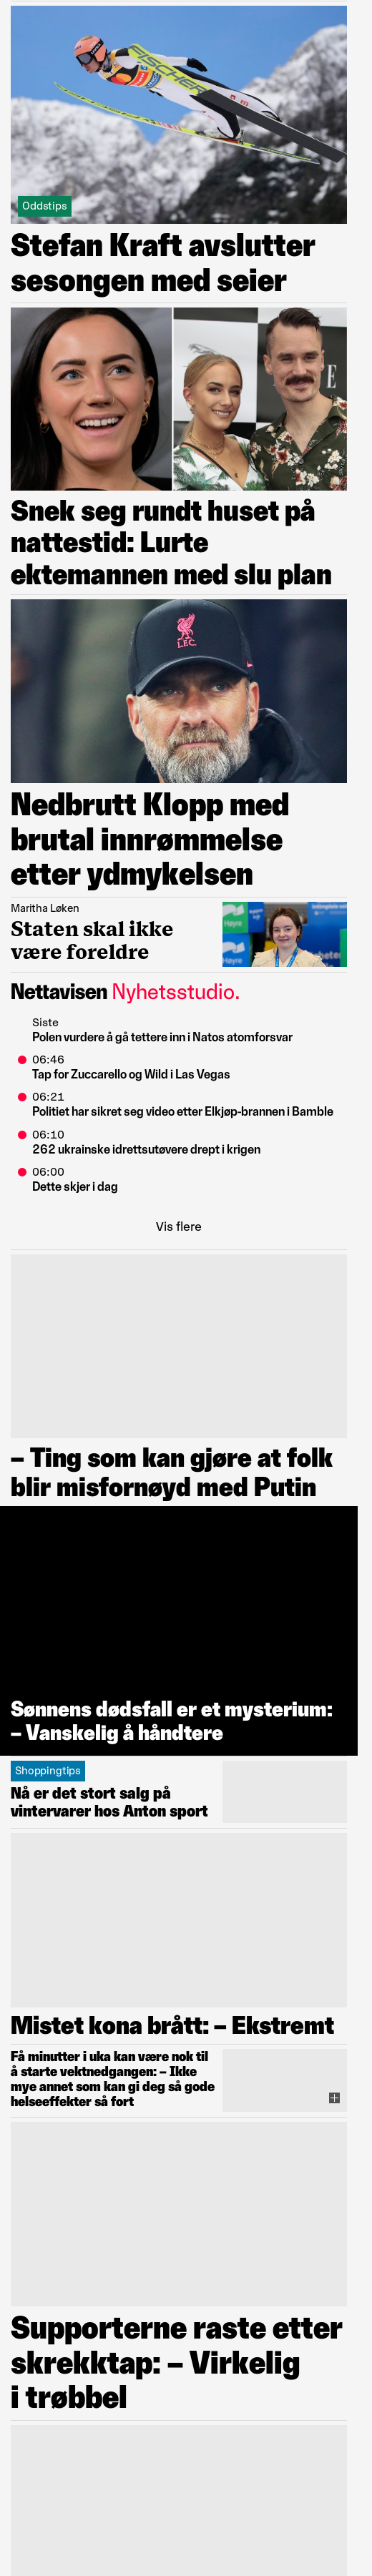 FISCHER
Oddstips
Stefan Kraft avslutter
sesongen med seier
Snek seg rundt huset på
nattestid: Lurte
ektemannen med slu plan
L.F.C.
Nedbrutt Klopp med
brutal innrømmelse
etter ydmykelsen
Maritha Løken
Staten skal ikke
være foreldre
Høyre
Nettavisen Nyhetsstudio.
Siste
Polen vurdere å gå tettere inn i Natos atomforsvar
06:46
Tap for Zuccarello og Wild i Las Vegas
06:21
Politiet har sikret seg video etter Elkjøp-brannen i Bamble
06:10
262 ukrainske idrettsutøvere drept i krigen
06:00
Dette skjer i dag
Vis flere
– Ting som kan gjøre at folk
blir misfornøyd med Putin
Sønnens dødsfall er et mysterium:
– Vanskelig å håndtere
Shoppingtips
Nå er det stort salg på
vintervarer hos Anton sport
Mistet kona brått: – Ekstremt
Få minutter i uka kan være nok til
å starte vektnedgangen: – Ikke
mye annet som kan gi deg så gode
helseeffekter så fort
Supporterne raste etter
skrekktap: – Virkelig
i trøbbel